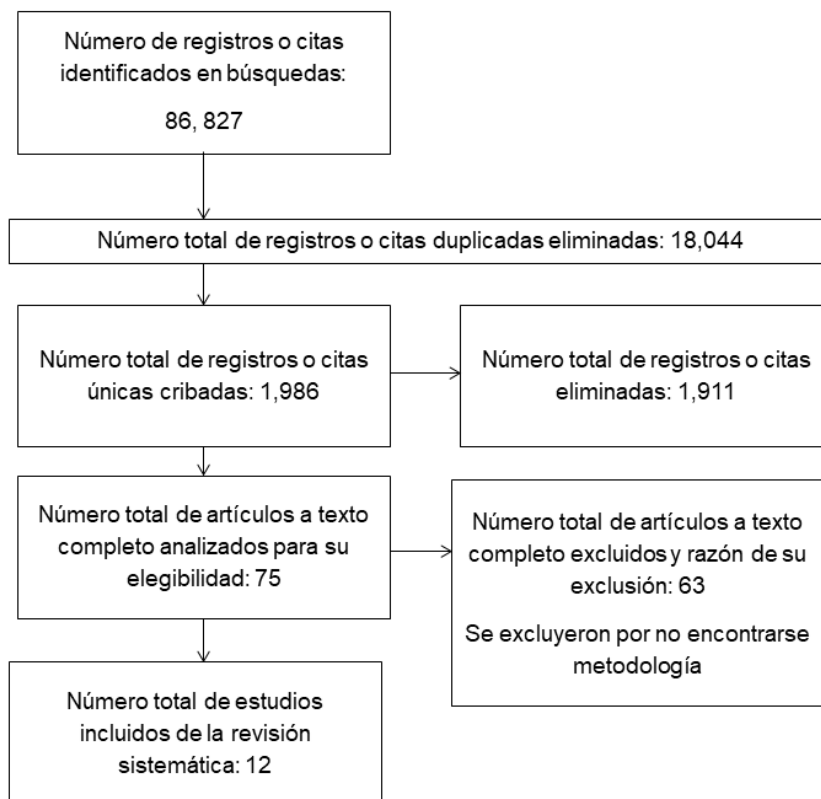 Número de registros o citas
identificados en búsquedas:
86, 827
Número total de registros o citas duplicadas eliminadas: 18,044
Número total de registros o citas
únicas cribadas: 1,986
Número total de registros o citas
eliminadas: 1,911
Número total de artículos a texto
completo analizados para su
elegibilidad: 75
Número total de artículos a texto
completo excluidos y razón de su
exclusión: 63
Se excluyeron por no encontrarse
metodología
Número total de estudios
incluidos de la revisión
sistemática: 12